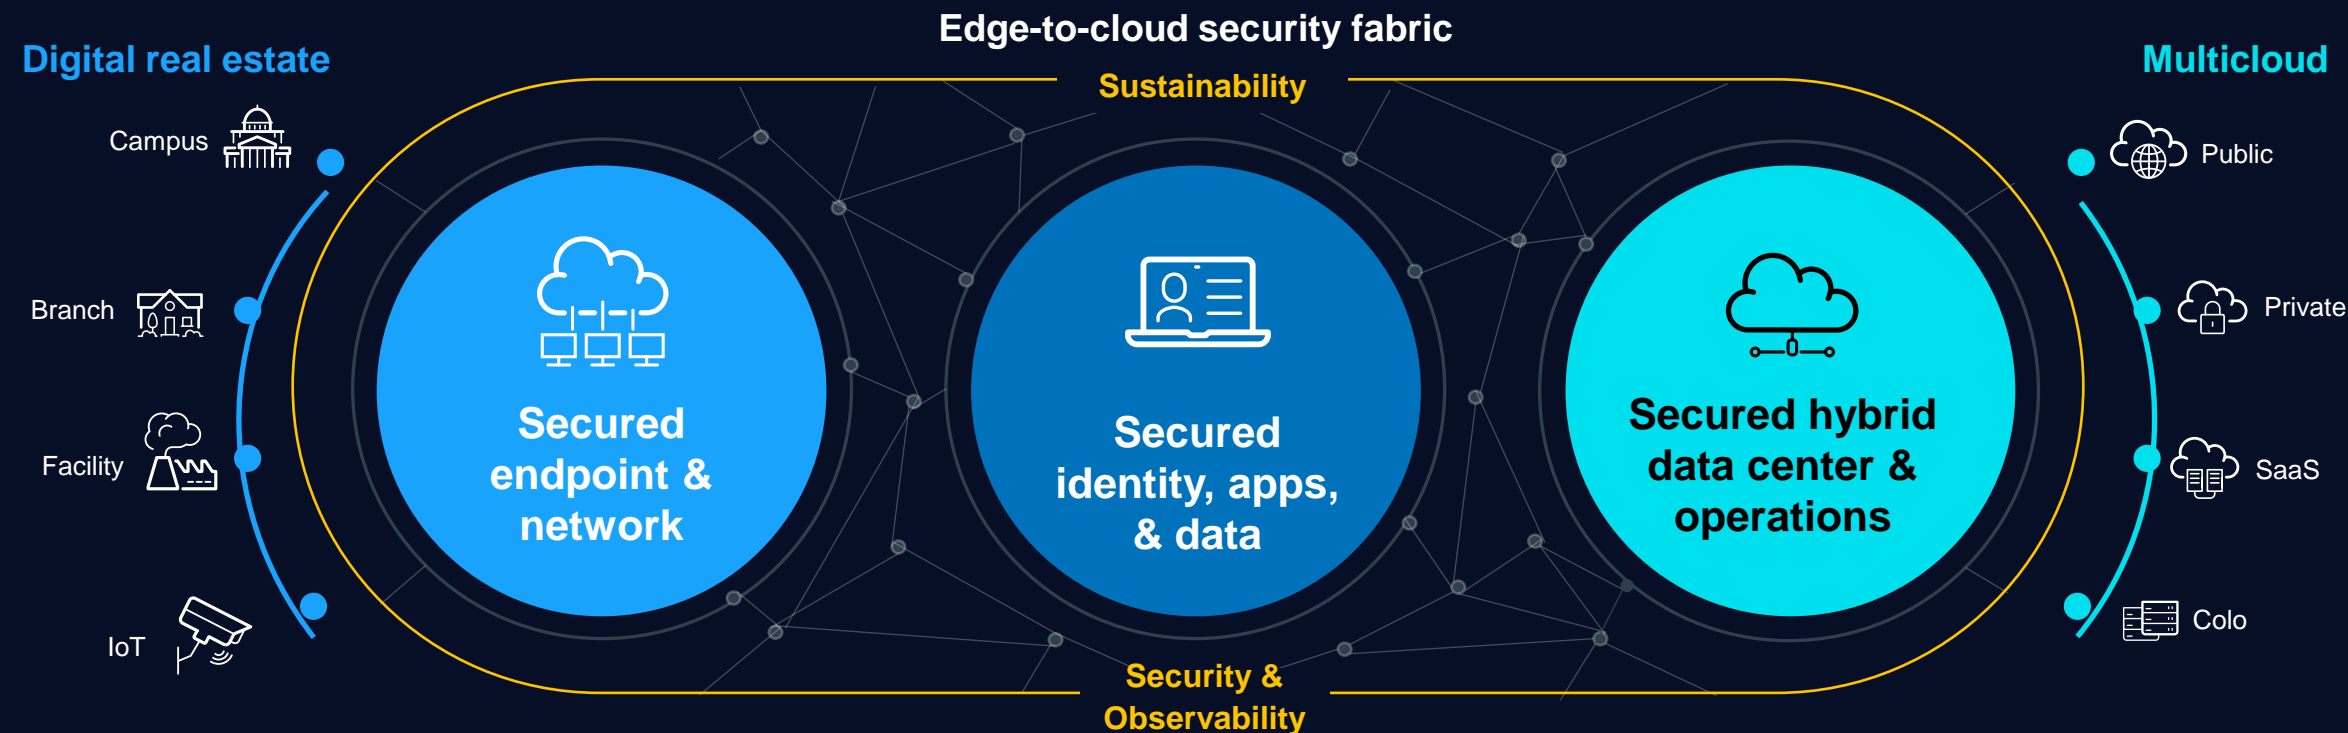 Edge-to-cloud security fabric
Digital real estate
Multicloud
Sustainability
Campus
Branch
Facility
IoT
Secured
endpoint &
network
Secured
identity, apps,
& data
Secured hybrid
data center &
operations
Public
Private
SaaS
Colo
Security &
Observability